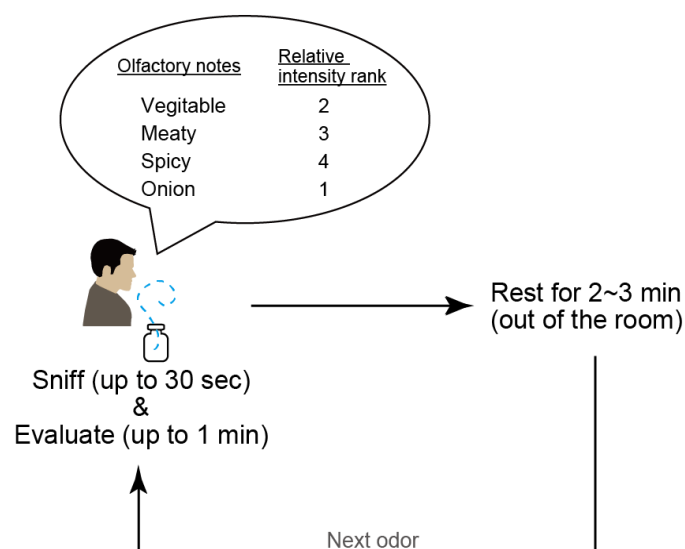 Olfactory notes
Relative
intensity rank
Vegitable 2
Meaty 3
Spicy 4
Onion 1
Rest for 2~3 min
(out of the room)
Sniff (up to 30 sec)
&
Evaluate (up to 1 min)
Next odor